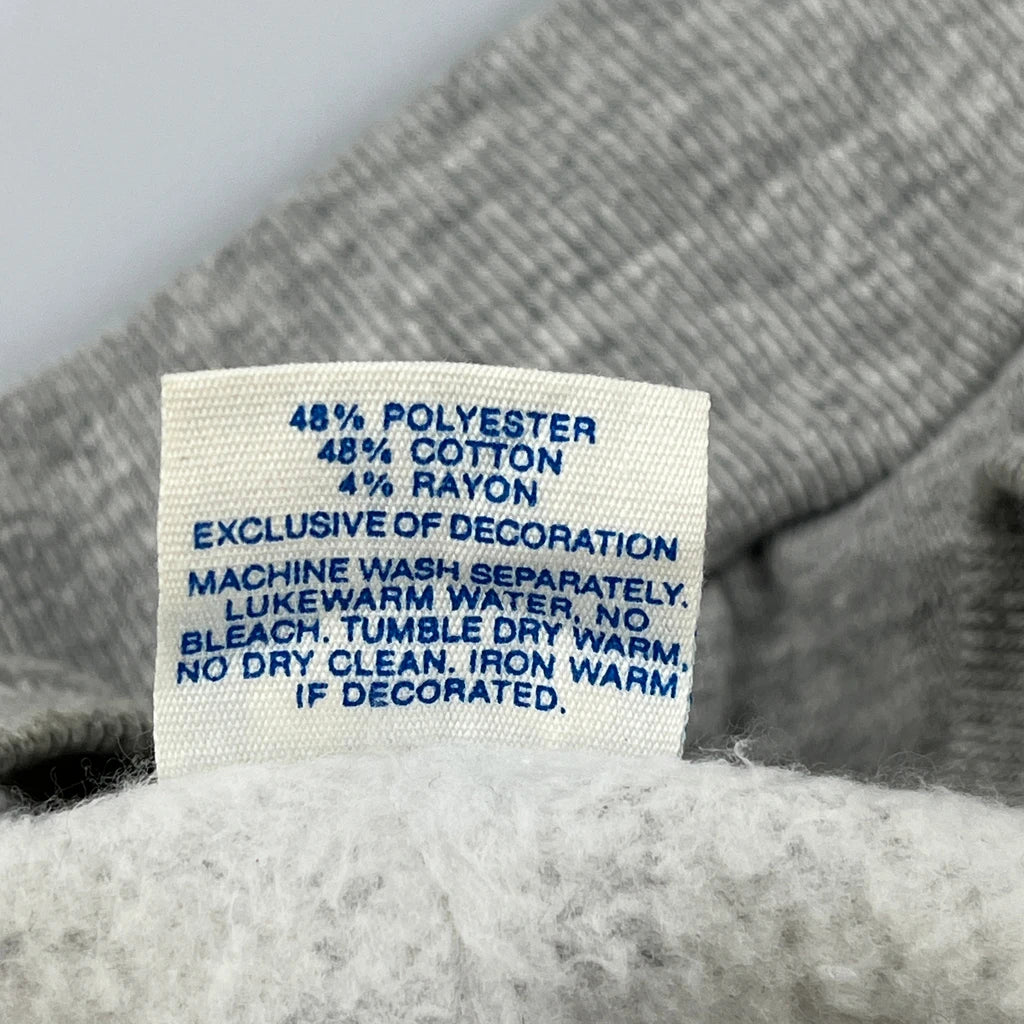 48% POLYESTER
48% COTTON
4% RAYON
EXCLUSIVE OF DECORATION
MACHINE WASH SEPARATELY.
LUKEWARM WATER, NO
BLEACH. TUMBLE DRY WARM.
NO DRY CLEAN. IRON WARM
IF DECORATED.